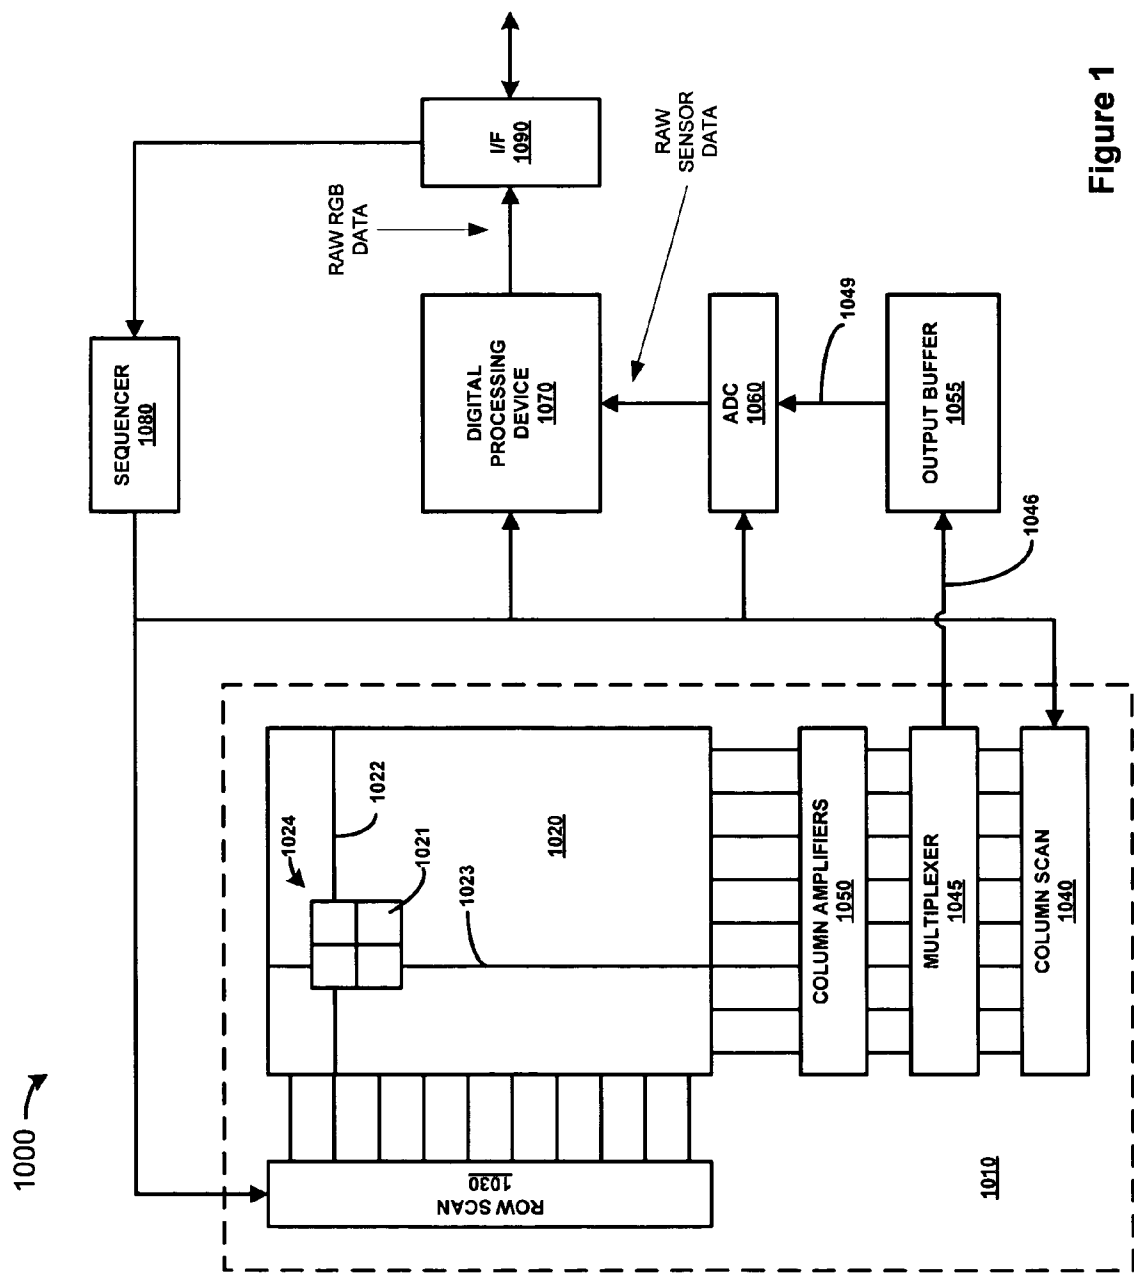 1000
SEQUENCER
1080
I/F
1090
RAW RGB
DATA
RAW
SENSOR
DATA
DIGITAL
PROCESSING
DEVICE
1070
ADC
1060
1049
OUTPUT BUFFER
1055
1046
1024
1022
1021
1023
1020
ROW SCAN
1030
COLUMN AMPLIFIERS
1050
MULTIPLEXER
1045
COLUMN SCAN
1040
1010
Figure 1